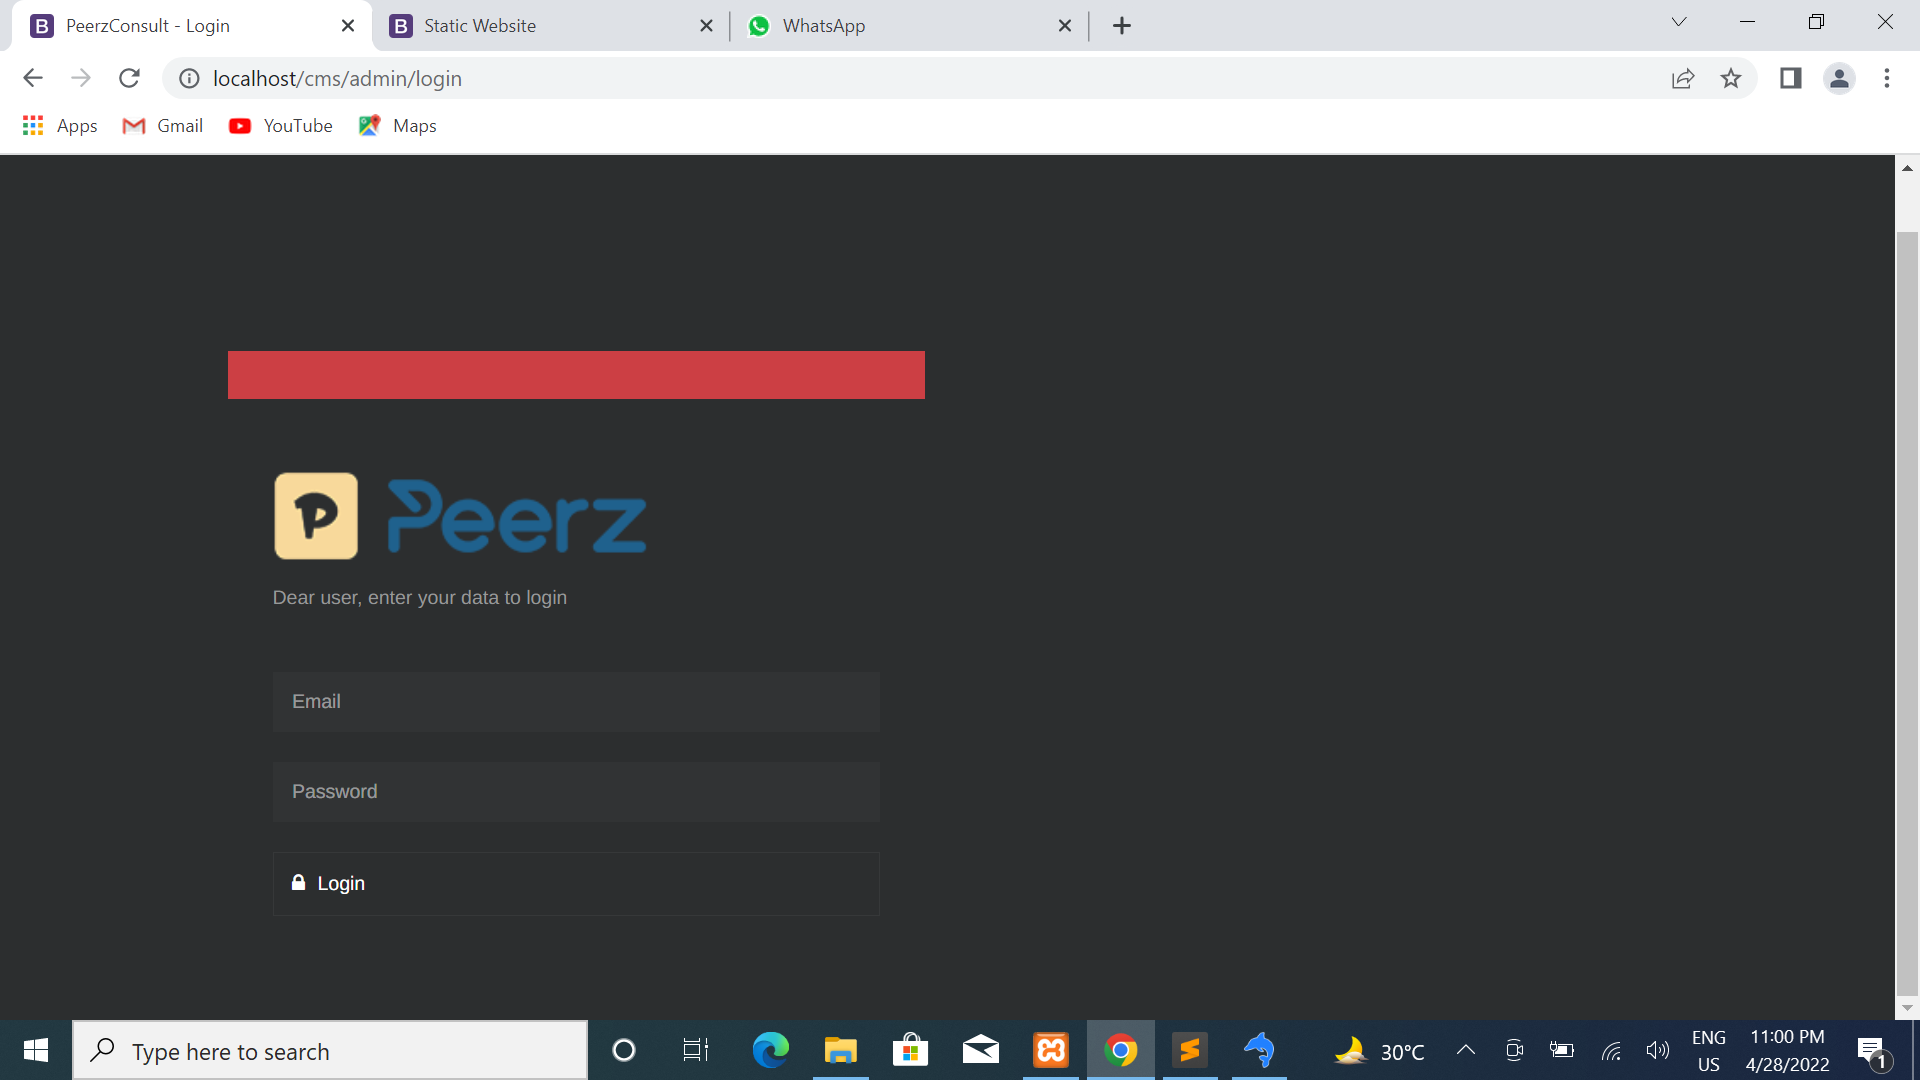 PeerzConsult - Login
Static Website
WhatsApp
localhost/cms/admin/login
Apps
Gmail
YouTube
Maps
P Peerz
Dear user, enter your data to login
Email
Password
Login
Type here to search
30°C
ENG
US
11:00 PM
4/28/2022
1